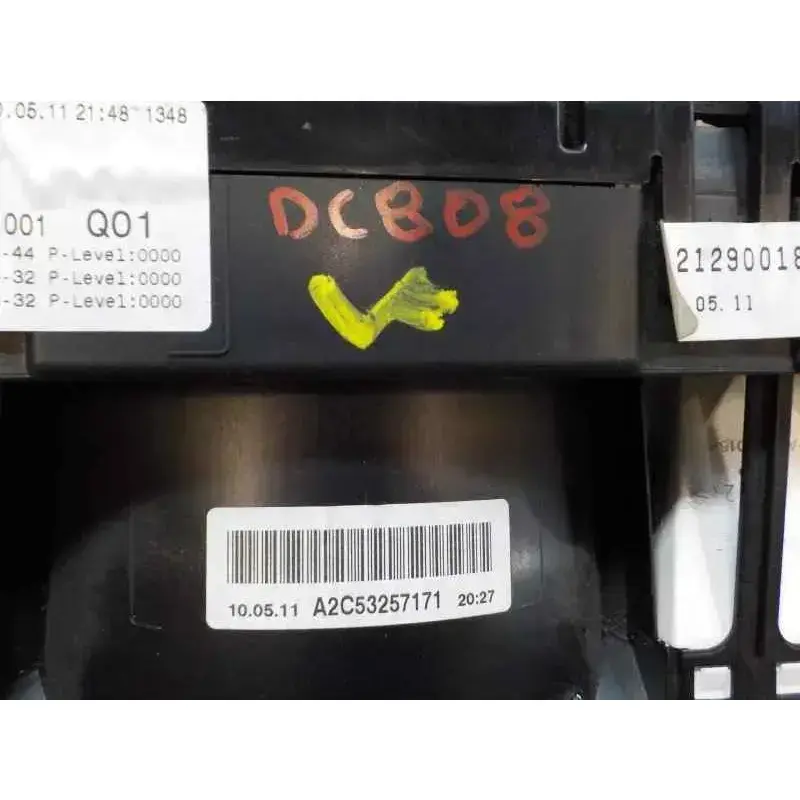 .05.11 21:48 1348
001 Q01
-44 P-Level:0000
-32 P-Level:0000
-32 P-Level:0000
DC808
21290018
05.11
10.05.11 A2C53257171 20:27